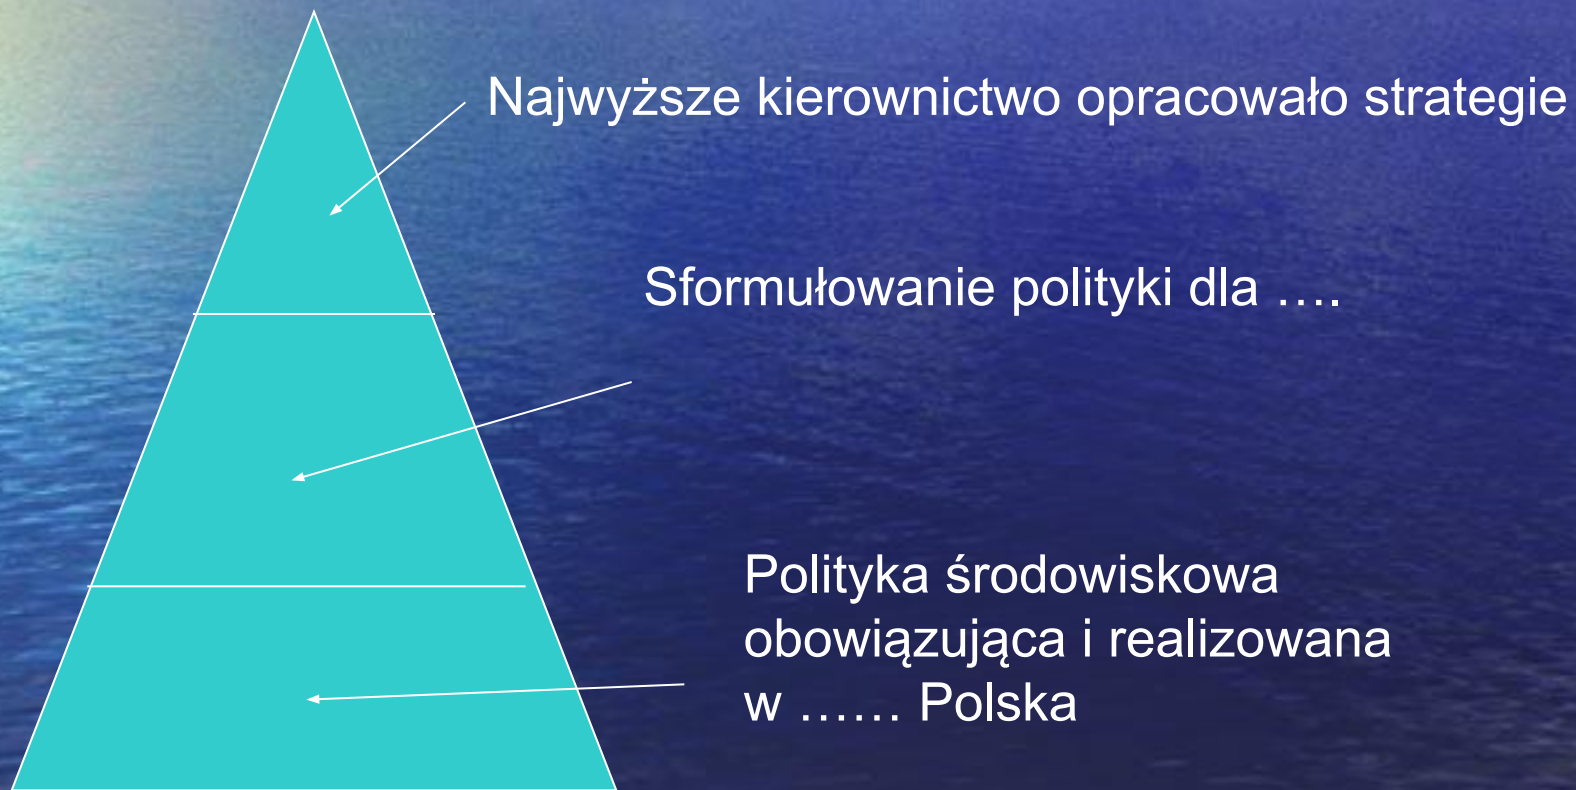 Najwyższe kierownictwo opracowało strategie
Sformułowanie polityki dla ….
Polityka środowiskowa
obowiązująca i realizowana
w …… Polska